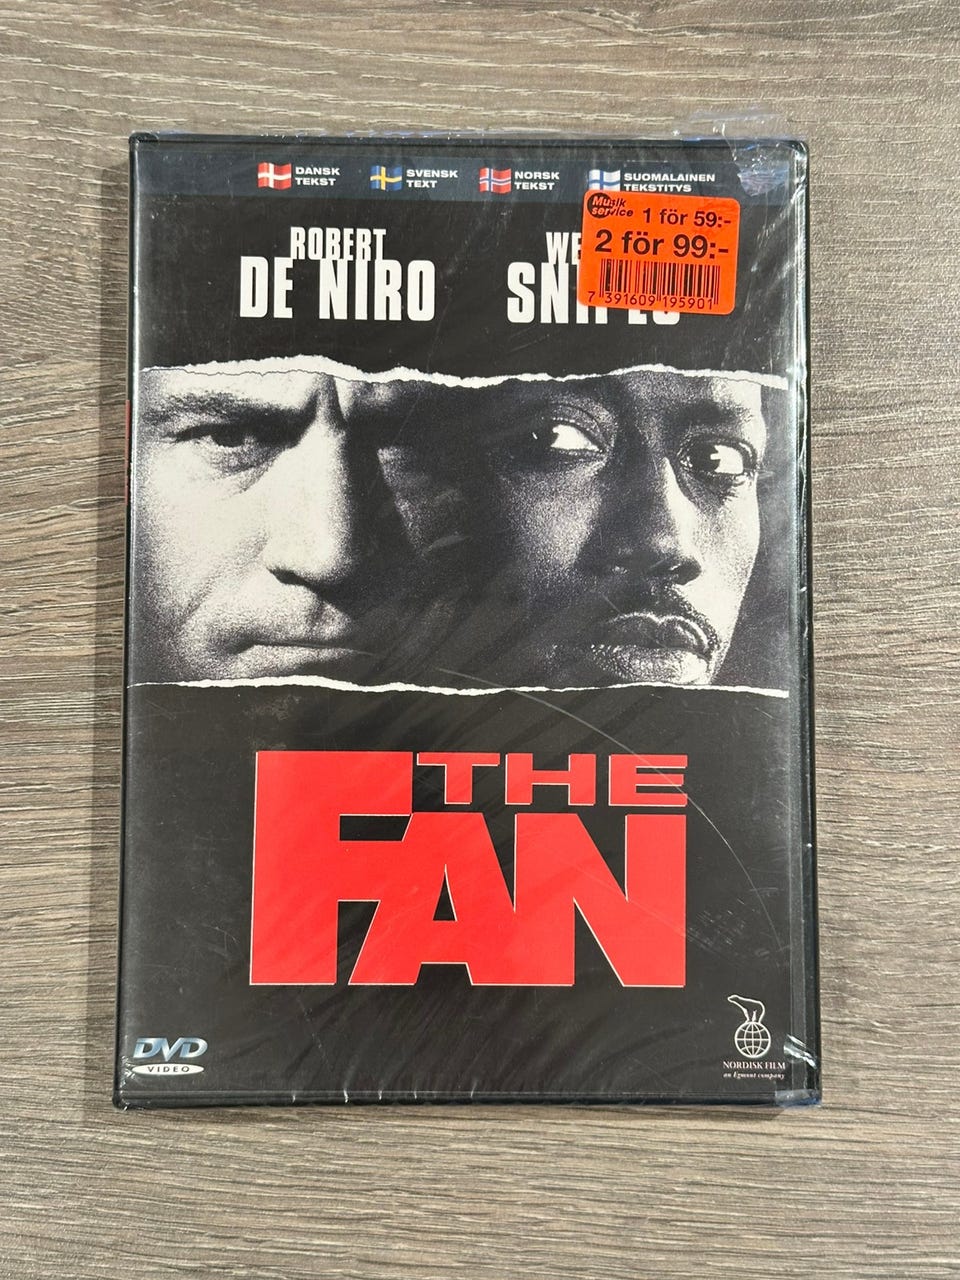 DANSK
TEKST
SVENSK
TEXT
NORSK
TEKST
SUOMALAINEN
TEKSTITYS
Musik
service
1 för 59:-
2 för 99:-
7 391609 195901
ROBERT
DE NIRO
WE
THE
FAN
DVD
VIDEO
NORDISK FILM
an Egmont company